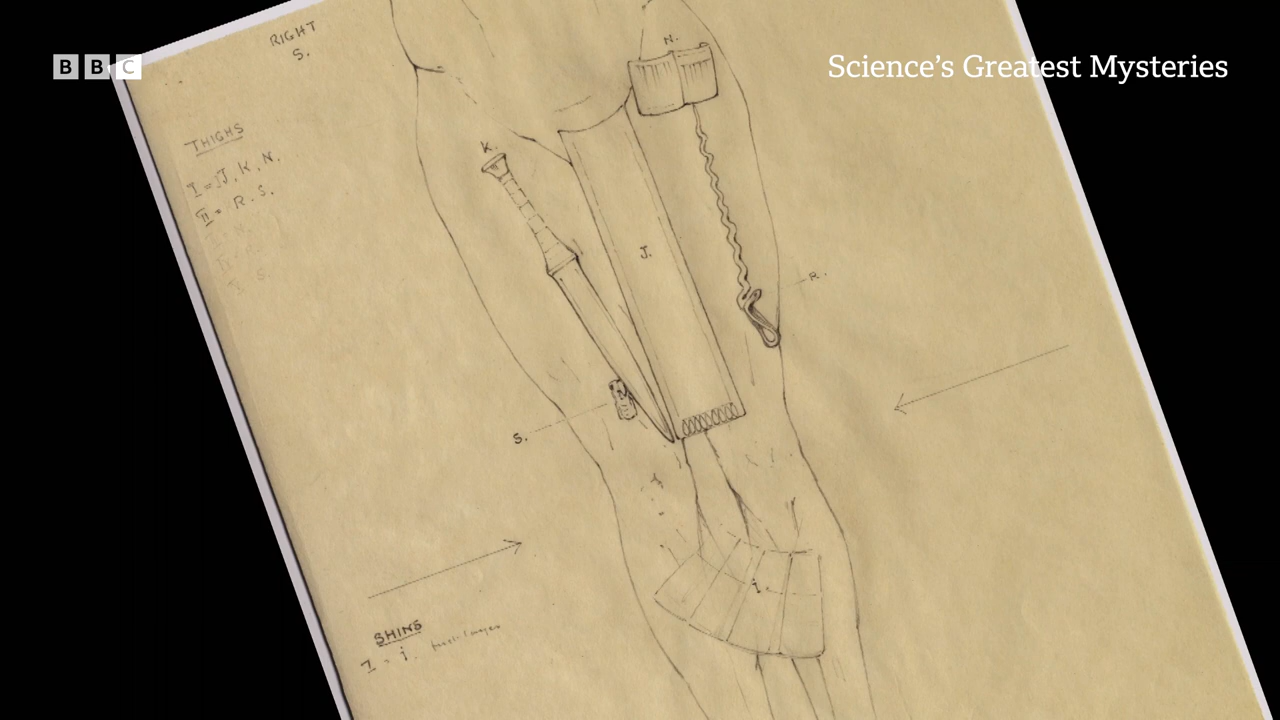 BBC
Science's Greatest Mysteries
RIGHT
S.
N.
THIGHS
K.
I = J. K. N.
II = R. S.
J.
R.
S.
SHINS
I = i.
i.